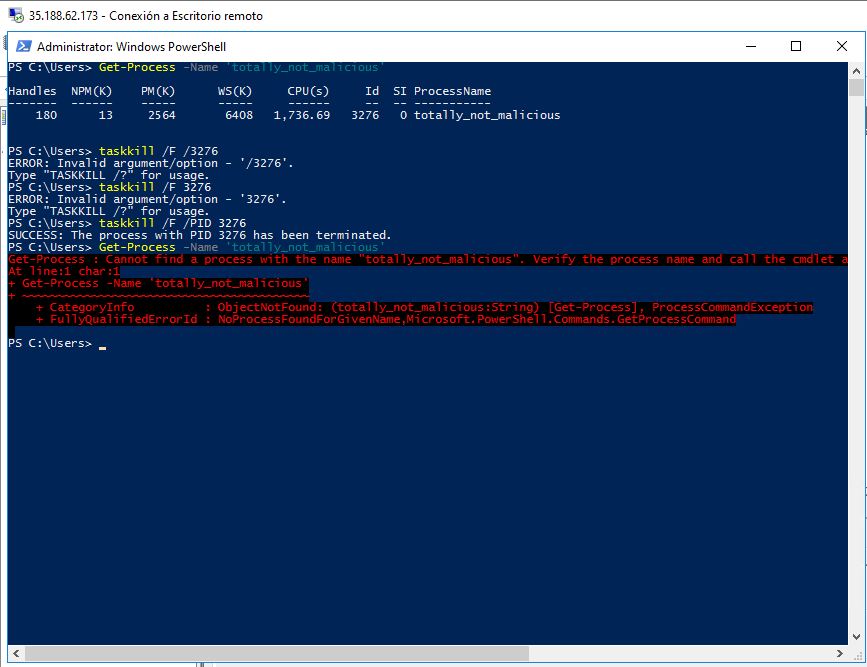 35.188.62.173 - Conexión a Escritorio remoto
Administrator: Windows PowerShell
PS C:\Users> Get-Process -Name 'totally_not_malicious'
Handles  NPM(K)    PM(K)      WS(K)     CPU(s)     Id  SI ProcessName
-------  ------    -----      -----     ------     --  -- -----------
    180      13     2564       6408   1,736.69   3276   0 totally_not_malicious
PS C:\Users> taskkill /F /3276
ERROR: Invalid argument/option - '/3276'.
Type "TASKKILL /?" for usage.
PS C:\Users> taskkill /F 3276
ERROR: Invalid argument/option - '3276'.
Type "TASKKILL /?" for usage.
PS C:\Users> taskkill /F /PID 3276
SUCCESS: The process with PID 3276 has been terminated.
PS C:\Users> Get-Process -Name 'totally_not_malicious'
Get-Process : Cannot find a process with the name "totally_not_malicious". Verify the process name and call the cmdlet a
At line:1 char:1
+ Get-Process -Name 'totally_not_malicious'
+ ~~~~~~~~~~~~~~~~~~~~~~~~~~~~~~~~~~~~~~~~~
    + CategoryInfo          : ObjectNotFound: (totally_not_malicious:String) [Get-Process], ProcessCommandException
    + FullyQualifiedErrorId : NoProcessFoundForGivenName,Microsoft.PowerShell.Commands.GetProcessCommand
PS C:\Users> _